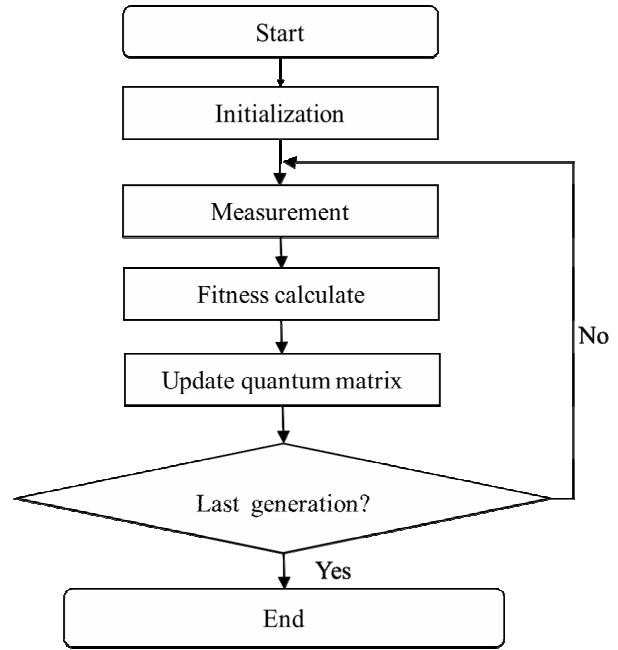 Start
Initialization
Measurement
Fitness calculate
No
Update quantum matrix
Last generation?
Yes
End